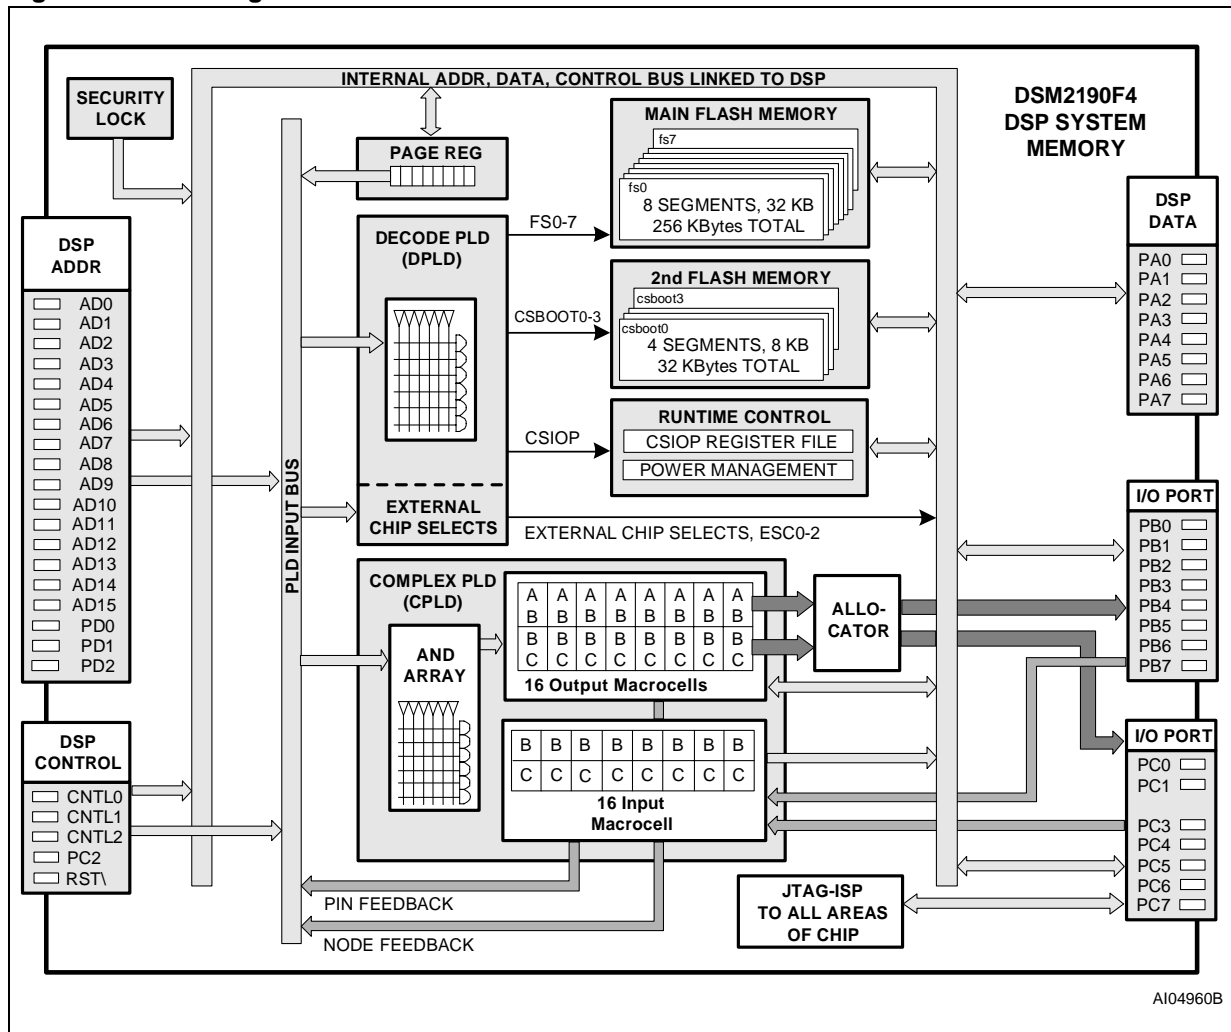 INTERNAL ADDR, DATA, CONTROL BUS LINKED TO DSP
DSM2190F4
DSP SYSTEM
MEMORY
SECURITY
LOCK
PAGE REG
MAIN FLASH MEMORY
fs7
fs0
8 SEGMENTS, 32 KB
256 KBytes TOTAL
DSP
ADDR
AD0
AD1
AD2
AD3
AD4
AD5
AD6
AD7
AD8
AD9
AD10
AD11
AD12
AD13
AD14
AD15
PD0
PD1
PD2
DSP
CONTROL
CNTL0
CNTL1
CNTL2
PC2
RST\
PLD INPUT BUS
DECODE PLD
(DPLD)
FS0-7
CSBOOT0-3
CSIOP
EXTERNAL
CHIP SELECTS
EXTERNAL CHIP SELECTS, ESC0-2
2nd FLASH MEMORY
csboot3
csboot0
4 SEGMENTS, 8 KB
32 KBytes TOTAL
RUNTIME CONTROL
CSIOP REGISTER FILE
POWER MANAGEMENT
COMPLEX PLD
(CPLD)
AND
ARRAY
A A A A A A A A
B B B B B B B B
B B B B B B B B
C C C C C C C C
16 Output Macrocells
B B B B B B B B
C C C C C C C C
16 Input
Macrocell
ALLO-
CATOR
PIN FEEDBACK
NODE FEEDBACK
JTAG-ISP
TO ALL AREAS
OF CHIP
DSP
DATA
PA0
PA1
PA2
PA3
PA4
PA5
PA6
PA7
I/O PORT
PB0
PB1
PB2
PB3
PB4
PB5
PB6
PB7
I/O PORT
PC0
PC1
PC3
PC4
PC5
PC6
PC7
AI04960B